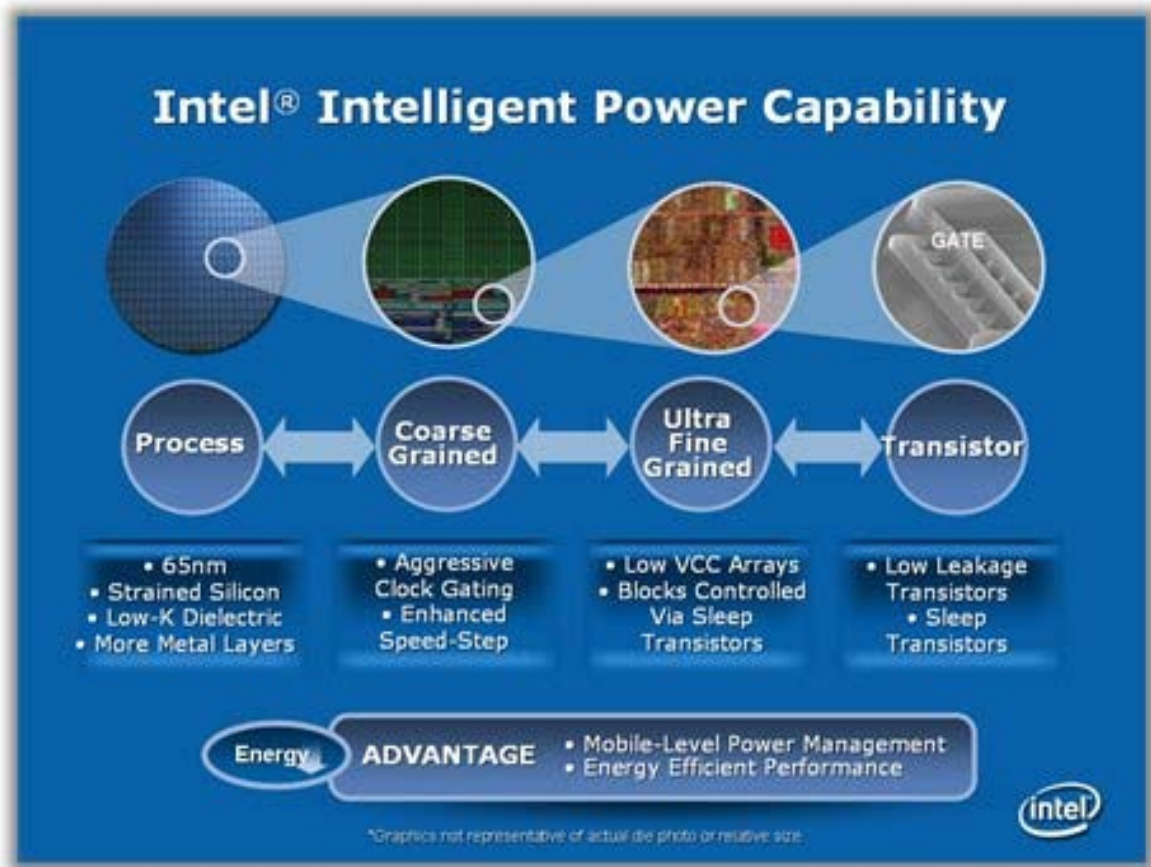 Intel® Intelligent Power Capability
GATE
Process
Coarse
Grained
Ultra
Fine
Grained
Transistor
• 65nm
• Strained Silicon
• Low-K Dielectric
• More Metal Layers
• Aggressive
Clock Gating
• Enhanced
Speed-Step
• Low VCC Arrays
• Blocks Controlled
Via Sleep
Transistors
• Low Leakage
Transistors
• Sleep
Transistors
Energy
ADVANTAGE
• Mobile-Level Power Management
• Energy Efficient Performance
intel
*Graphics not representative of actual die photo or relative size